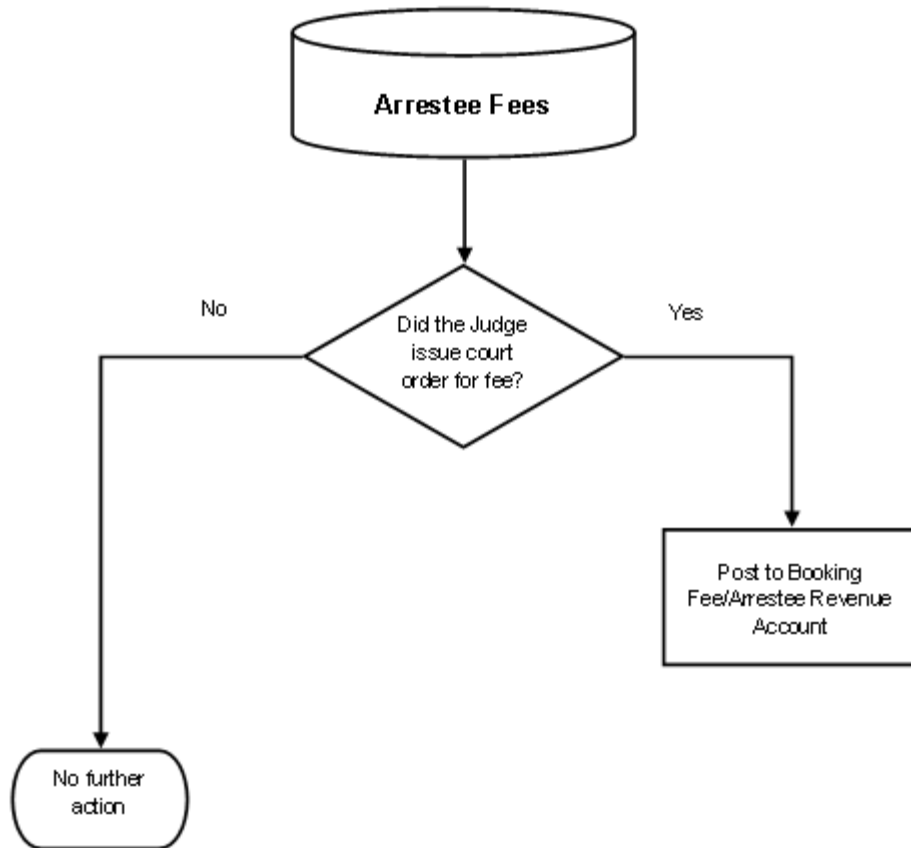 Arrestee Fees
No
Yes
Did the Judge
issue court
order for fee?
Post to Booking
Fee/Arrestee Revenue
Account
No further
action